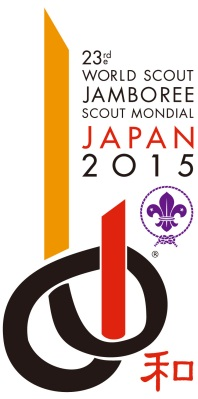 23rd/e
WORLD SCOUT
JAMBOREE
SCOUT MONDIAL
JAPAN
2015
®
和